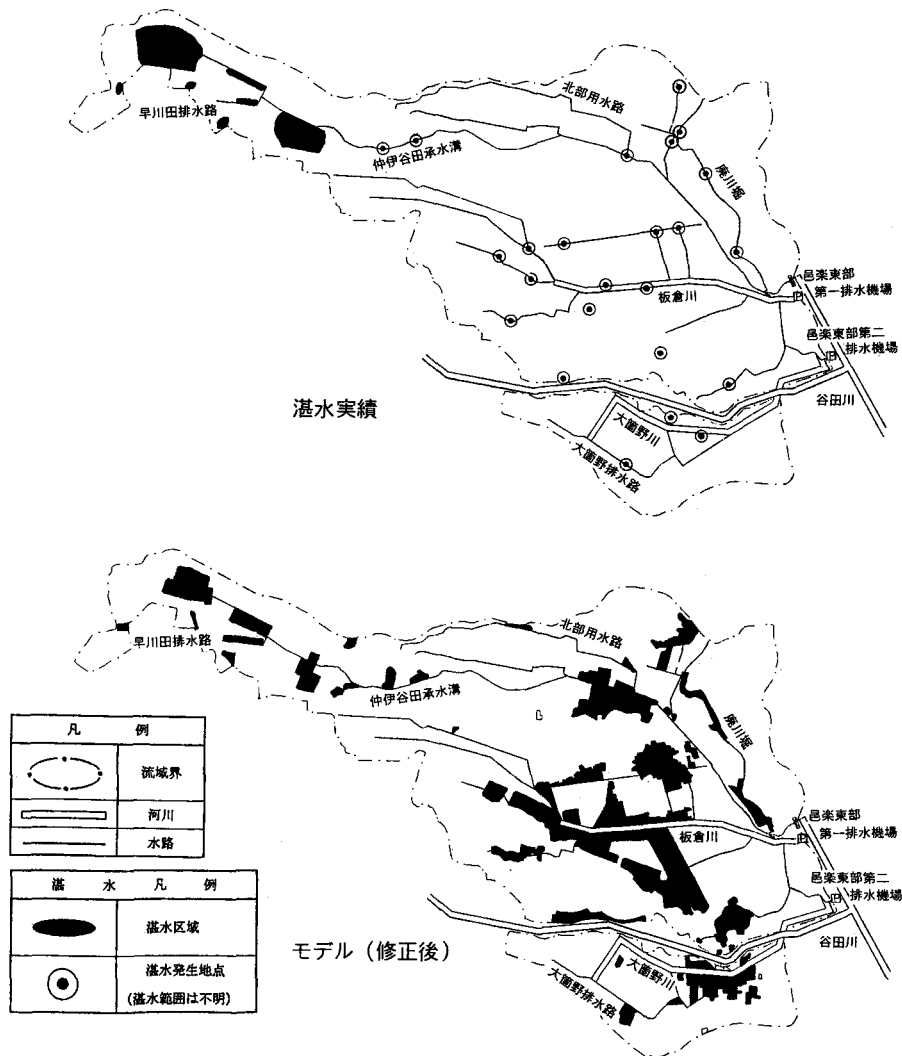 北部用水路
早川田排水路
仲伊谷田承水溝
廃川堀
邑楽東部
第一排水機場
板倉川
邑楽東部第二
排水機場
谷田川
湛水実績
大箇野川
大箇野排水路
北部用水路
早川田排水路
仲伊谷田承水溝
廃川堀
邑楽東部
第一排水機場
板倉川
邑楽東部第二
排水機場
谷田川
モデル（修正後）
大箇野川
大箇野排水路
凡 例
流域界
河川
水路
湛 水 凡 例
湛水区域
湛水発生地点
(湛水範囲は不明)